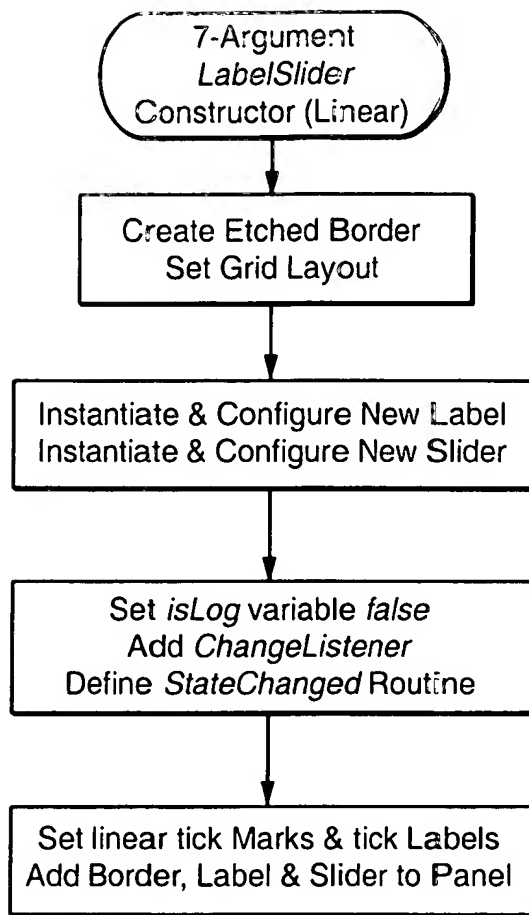 7-Argument
LabelSlider
Constructor (Linear)
Create Etched Border
Set Grid Layout
Instantiate & Configure New Label
Instantiate & Configure New Slider
Set isLog variable false
Add ChangeListener
Define StateChanged Routine
Set linear tick Marks & tick Labels
Add Border, Label & Slider to Panel